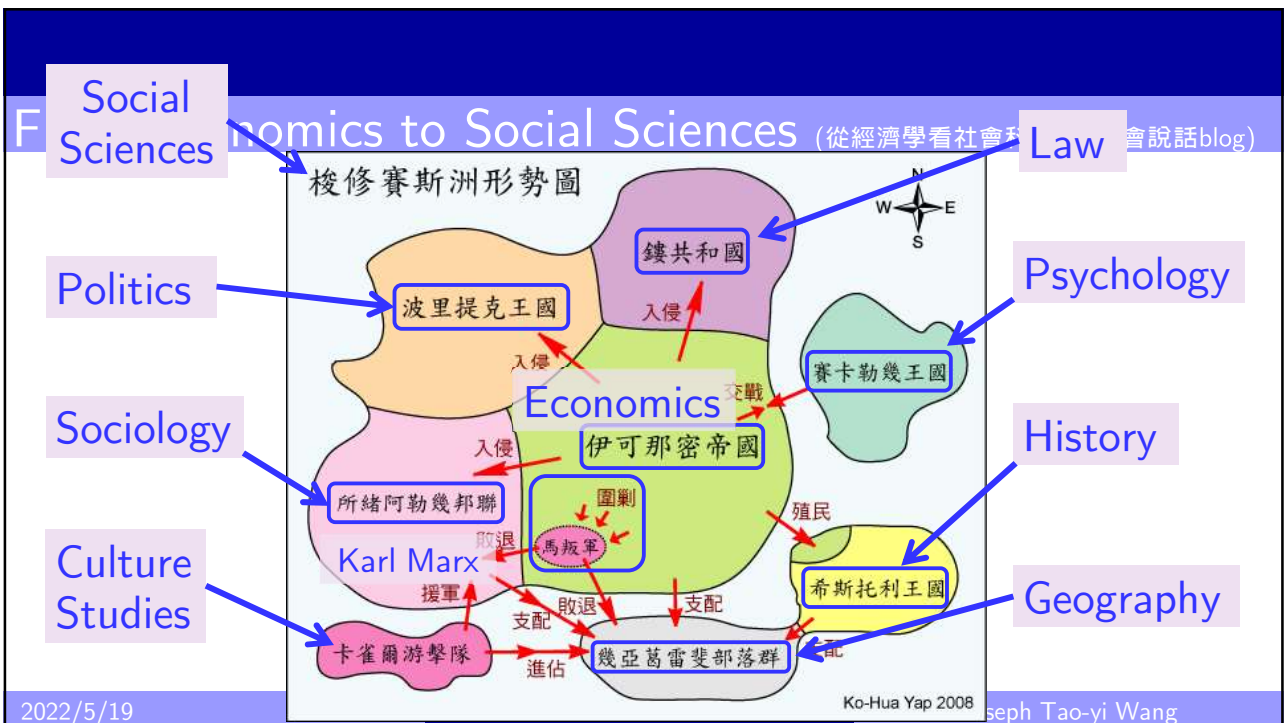 Social
Sciences
F
nomics to Social Sciences (從經濟學看社會科
會說話blog)
Law
梭修賽斯洲形勢圖
N
W
E
S
鏤共和國
Politics
波里提克王國
入侵
Psychology
入侵
賽卡勒幾王國
Economics
交戰
Sociology
伊可那密帝國
History
入侵
所緒阿勒幾邦聯
圍剿
殖民
敗退
馬叛軍
Karl Marx
Culture
Studies
希斯托利王國
Geography
援軍
支配
敗退
支配
支配
卡雀爾游擊隊
進佔
幾亞葛雷斐部落群
Ko-Hua Yap 2008
2022/5/19
seph Tao-yi Wang